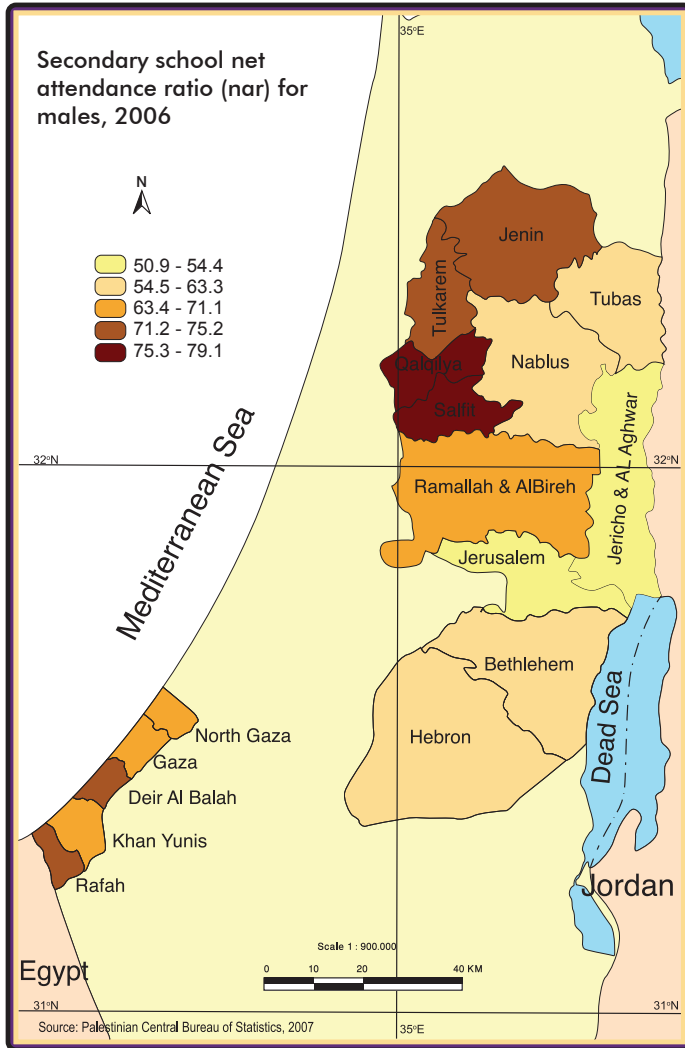 Secondary school net
attendance ratio (nar) for
males, 2006
35°E
N
50.9 - 54.4
54.5 - 63.3
63.4 - 71.1
71.2 - 75.2
75.3 - 79.1
Jenin
Tulkarem
Tubas
Qalqilya
Nablus
Salfit
Mediterranean Sea
32°N
32°N
Ramallah & AlBireh
Jericho & AL Aghwar
Jerusalem
Bethlehem
Hebron
Dead Sea
North Gaza
Gaza
Deir Al Balah
Khan Yunis
Rafah
Jordan
Egypt
Scale 1 : 900.000
0 10 20 40 KM
31°N
31°N
Source: Palestinian Central Bureau of Statistics, 2007
35°E